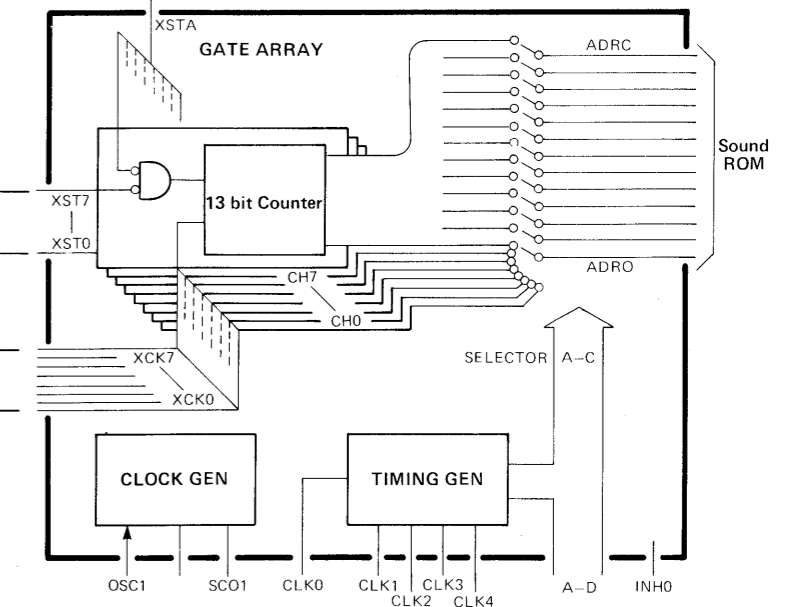 XSTA
GATE ARRAY
ADRC
Sound
ROM
XST7
13 bit Counter
XST0
CH7
ADRO
CH0
SELECTOR A–C
XCK7
XCK0
CLOCK GEN
TIMING GEN
OSC1
SCO1
CLK0
CLK1
CLK3
A–D
INH0
CLK2
CLK4